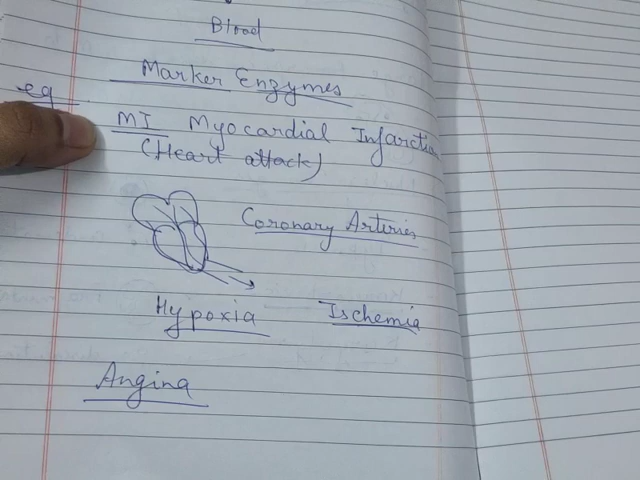 Blood
Marker Enzymes
eg
MI Myocardial Infarction
(Heart attack)
Coronary Arteries
Hypoxia Ischemia
Angina